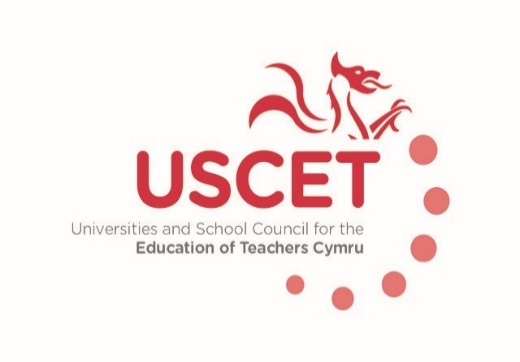 USCET
Universities and School Council for the
Education of Teachers Cymru